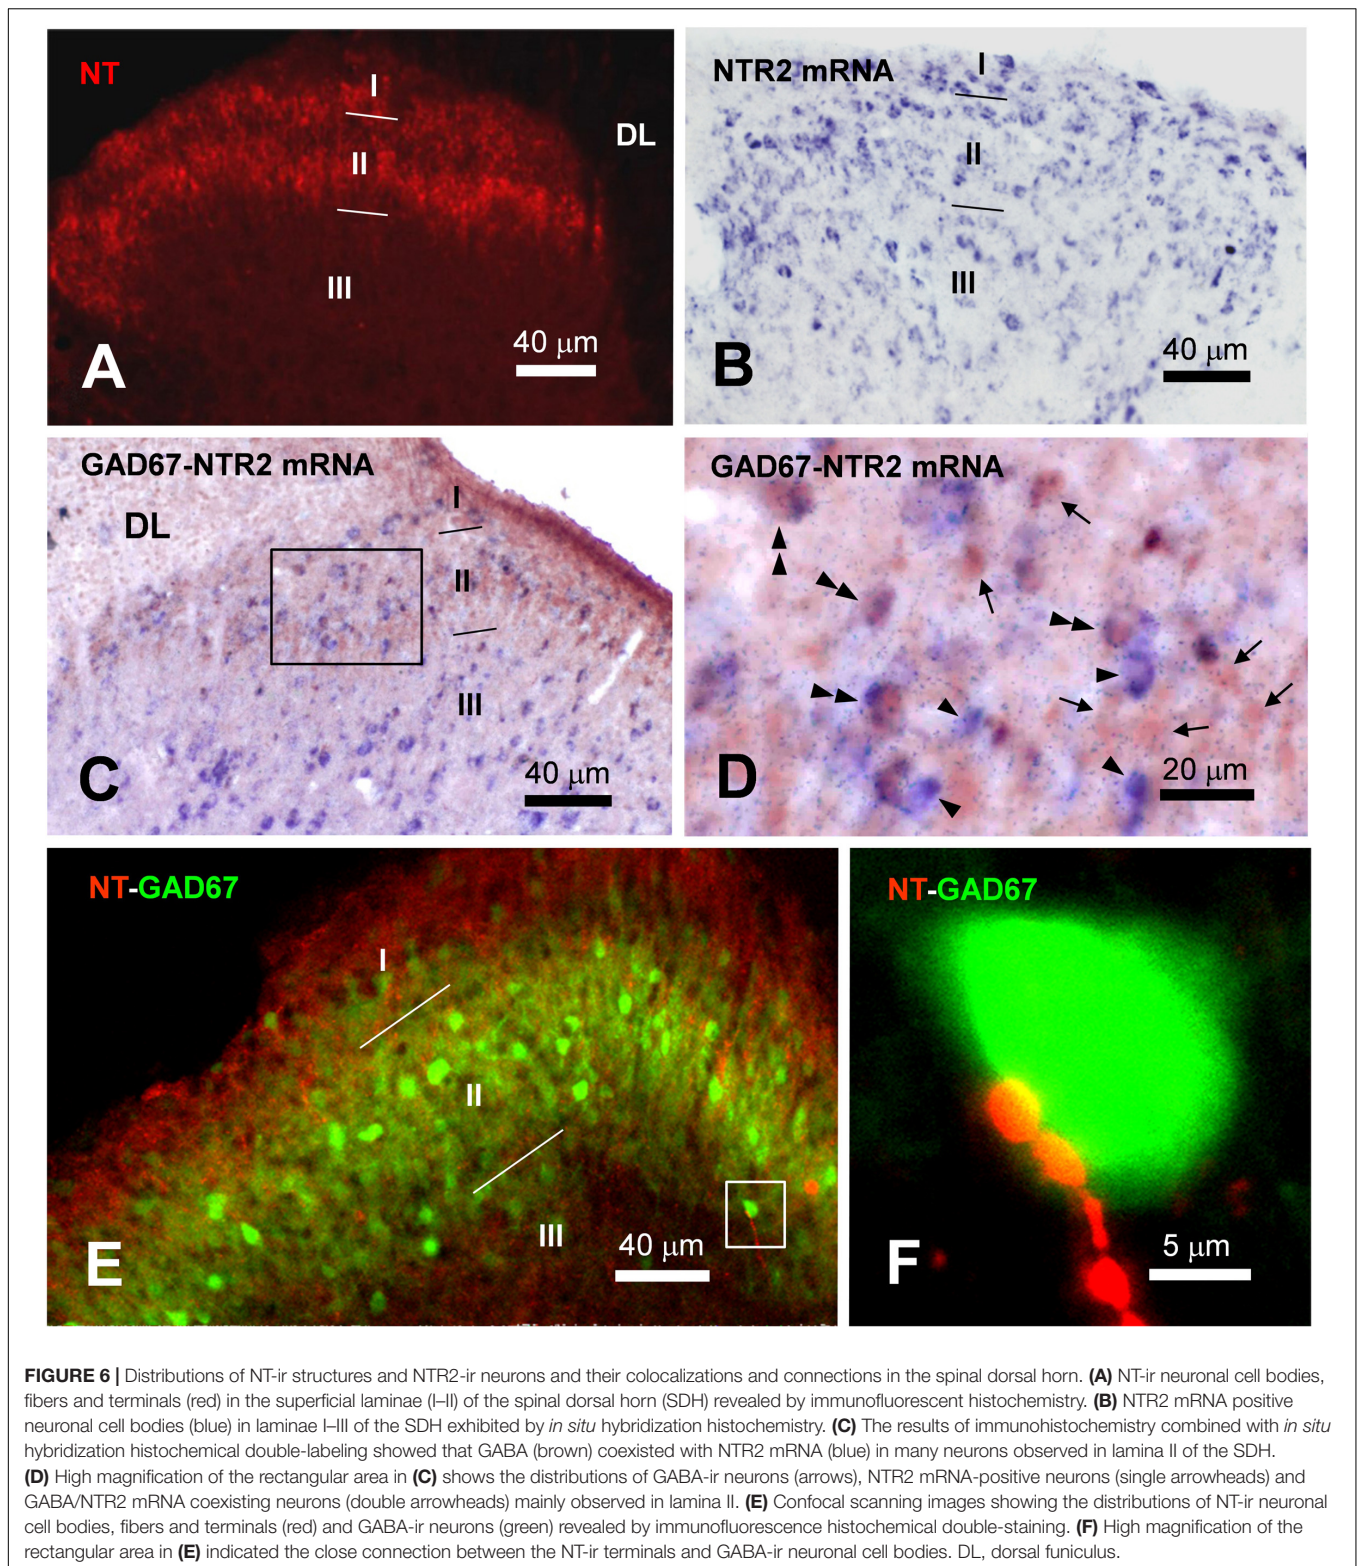 NT
I
II
III
DL
40 μm
A
NTR2 mRNA
I
II
III
40 μm
B
GAD67-NTR2 mRNA
DL
I
II
III
40 μm
C
GAD67-NTR2 mRNA
20 μm
D
NT-GAD67
I
II
III
40 μm
E
NT-GAD67
5 μm
F
FIGURE 6 | Distributions of NT-ir structures and NTR2-ir neurons and their colocalizations and connections in the spinal dorsal horn. (A) NT-ir neuronal cell bodies,
fibers and terminals (red) in the superficial laminae (I–II) of the spinal dorsal horn (SDH) revealed by immunofluorescent histochemistry. (B) NTR2 mRNA positive
neuronal cell bodies (blue) in laminae I–III of the SDH exhibited by in situ hybridization histochemistry. (C) The results of immunohistochemistry combined with in situ
hybridization histochemical double-labeling showed that GABA (brown) coexisted with NTR2 mRNA (blue) in many neurons observed in lamina II of the SDH.
(D) High magnification of the rectangular area in (C) shows the distributions of GABA-ir neurons (arrows), NTR2 mRNA-positive neurons (single arrowheads) and
GABA/NTR2 mRNA coexisting neurons (double arrowheads) mainly observed in lamina II. (E) Confocal scanning images showing the distributions of NT-ir neuronal
cell bodies, fibers and terminals (red) and GABA-ir neurons (green) revealed by immunofluorescence histochemical double-staining. (F) High magnification of the
rectangular area in (E) indicated the close connection between the NT-ir terminals and GABA-ir neuronal cell bodies. DL, dorsal funiculus.